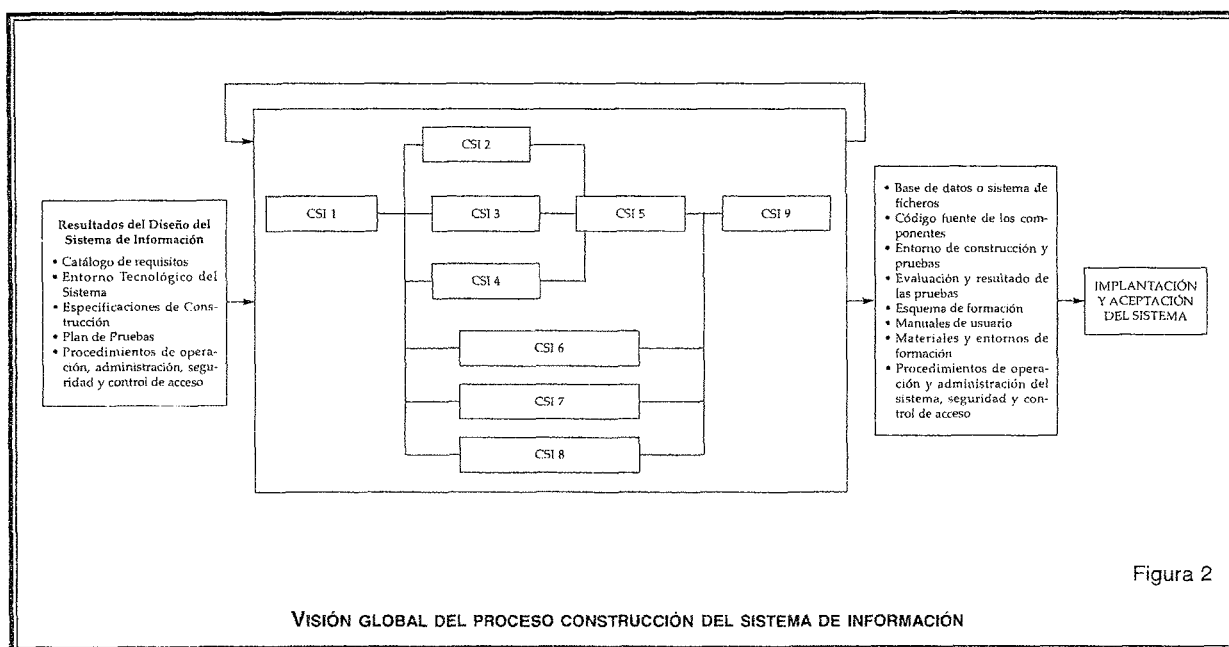 Resultados del Diseño del
Sistema de Información
• Catálogo de requisitos
• Entorno Tecnológico del
Sistema
• Especificaciones de Cons-
trucción
• Plan de Pruebas
• Procedimientos de opera-
ción, administración, segu-
ridad y control de acceso
CSI 1
CSI 2
CSI 3
CSI 4
CSI 5
CSI 6
CSI 7
CSI 8
CSI 9
• Base de datos o sistema de
ficheros
• Código fuente de los com-
ponentes
• Entorno de construcción y
pruebas
• Evaluación y resultado de
las pruebas
• Esquema de formación
• Manuales de usuario
• Materiales y entornos de
formación
• Procedimientos de opera-
ción y administración del
sistema, seguridad y con-
trol de acceso
IMPLANTACIÓN
Y ACEPTACIÓN
DEL SISTEMA
Figura 2
VISIÓN GLOBAL DEL PROCESO CONSTRUCCIÓN DEL SISTEMA DE INFORMACIÓN